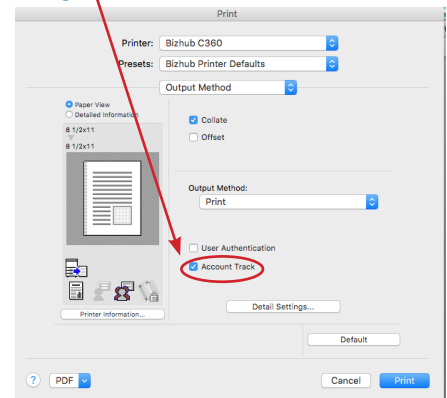 Print
Printer: Bizhub C360
Presets: Bizhub Printer Defaults
Output Method
Paper View
Detailed Information
8 1/2x11
8 1/2x11
Collate
Offset
Output Method:
Print
User Authentication
Account Track
Printer Information...
Detail Settings...
Default
? PDF
Cancel Print